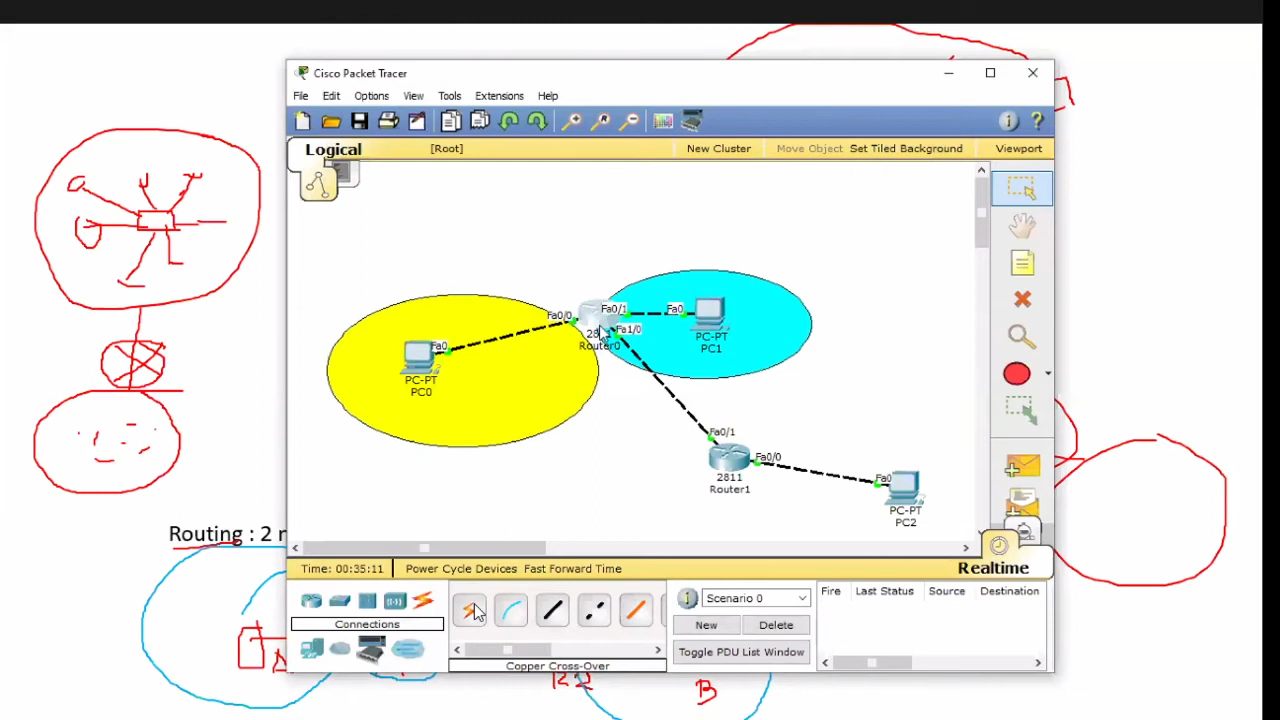 Cisco Packet Tracer
File Edit Options View Tools Extensions Help
Logical [Root] New Cluster Move Object Set Tiled Background Viewport
Fa0/0 Fa0/1 Fa0
Fa1/0
Router0
PC-PT
PC1
Fa0
PC-PT
PC0
Fa0/1
Fa0/0
2811
Router1
Fa0
PC-PT
PC2
Routing : 2
Time: 00:35:11 Power Cycle Devices Fast Forward Time Realtime
Connections
Copper Cross-Over
Scenario 0
New Delete
Toggle PDU List Window
Fire Last Status Source Destination
B